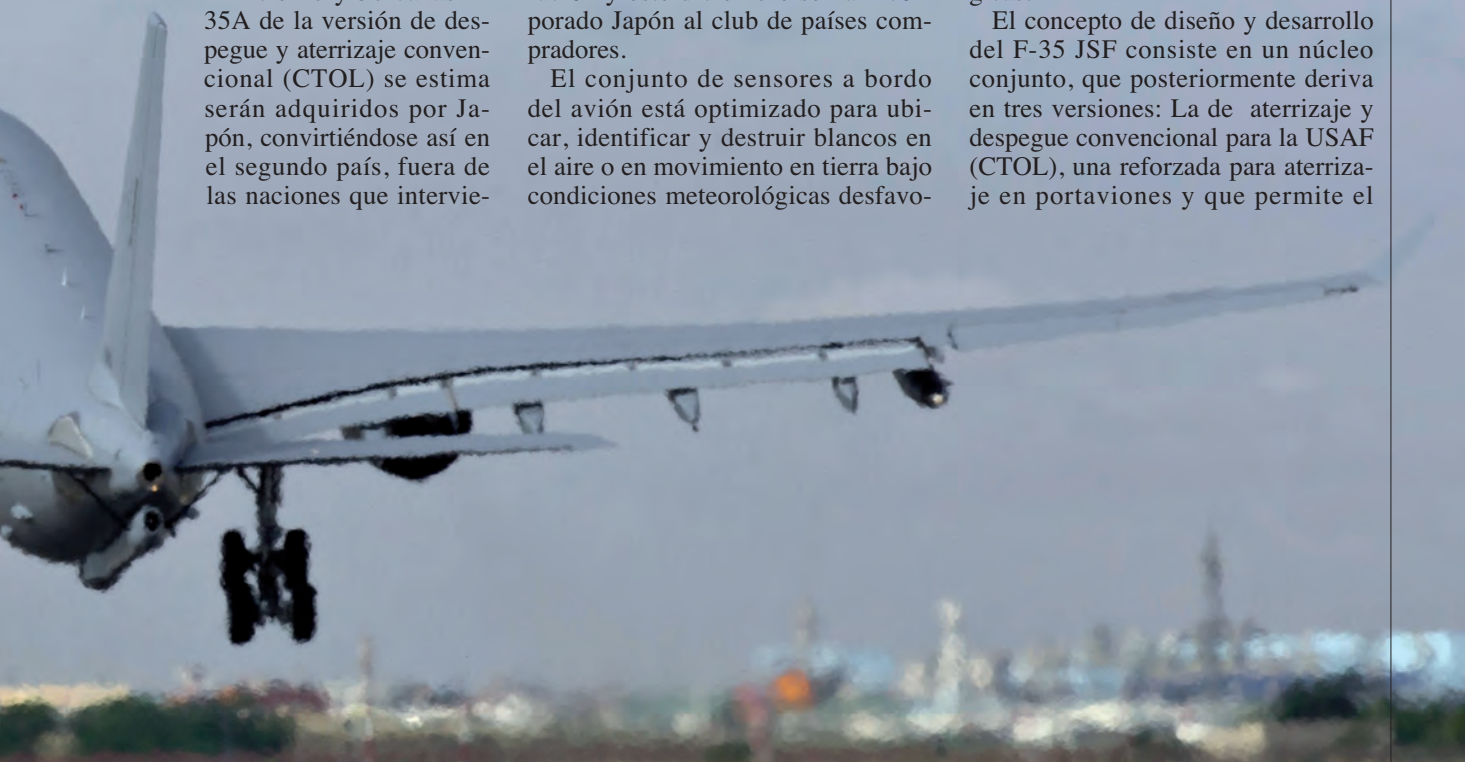 35A de la versión de des-
pegue y aterrizaje conven-
cional (CTOL) se estima
serán adquiridos por Ja-
pón, convirtiéndose así en
el segundo país, fuera de
las naciones que intervie-
porado Japón al club de países com-
pradores.
El conjunto de sensores a bordo
del avión está optimizado para ubi-
car, identificar y destruir blancos en
el aire o en movimiento en tierra bajo
condiciones meteorológicas desfavo-
El concepto de diseño y desarrollo
del F-35 JSF consiste en un núcleo
conjunto, que posteriormente deriva
en tres versiones: La de aterrizaje y
despegue convencional para la USAF
(CTOL), una reforzada para aterriza-
je en portaviones y que permite el